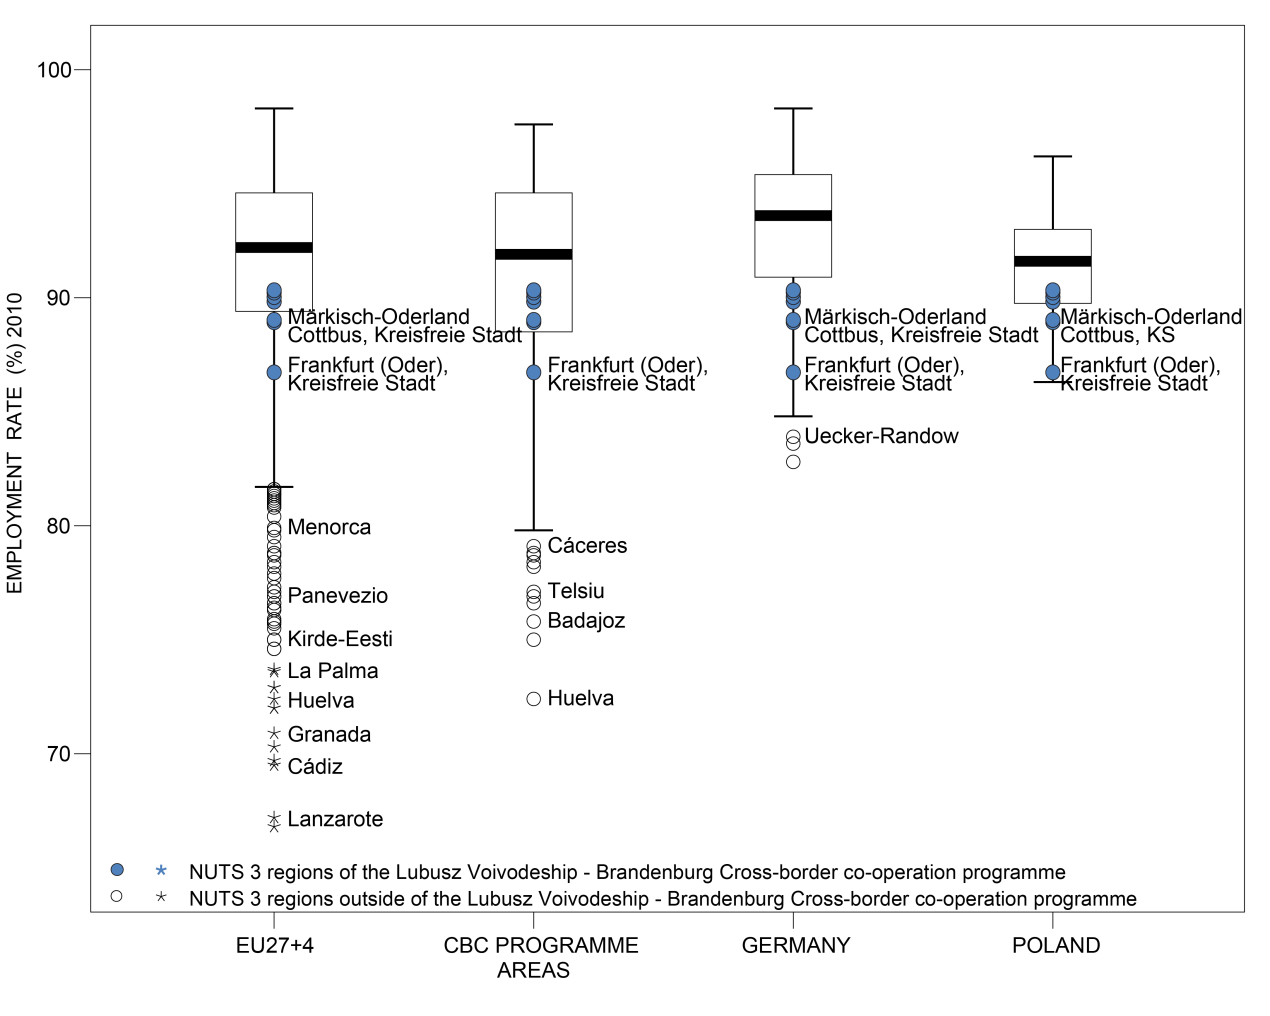 100
90
80
70
EMPLOYMENT RATE (%) 2010
Märkisch-Oderland
Cottbus, Kreisfreie Stadt
Frankfurt (Oder),
Kreisfreie Stadt
Menorca
Panevezio
Kirde-Eesti
La Palma
Huelva
Granada
Cádiz
Lanzarote
Frankfurt (Oder),
Kreisfreie Stadt
Cáceres
Telsiu
Badajoz
Huelva
Märkisch-Oderland
Cottbus, Kreisfreie Stadt
Frankfurt (Oder),
Kreisfreie Stadt
Uecker-Randow
Märkisch-Oderland
Cottbus, KS
Frankfurt (Oder),
Kreisfreie Stadt
NUTS 3 regions of the Lubusz Voivodeship - Brandenburg Cross-border co-operation programme
NUTS 3 regions outside of the Lubusz Voivodeship - Brandenburg Cross-border co-operation programme
EU27+4
CBC PROGRAMME
AREAS
GERMANY
POLAND